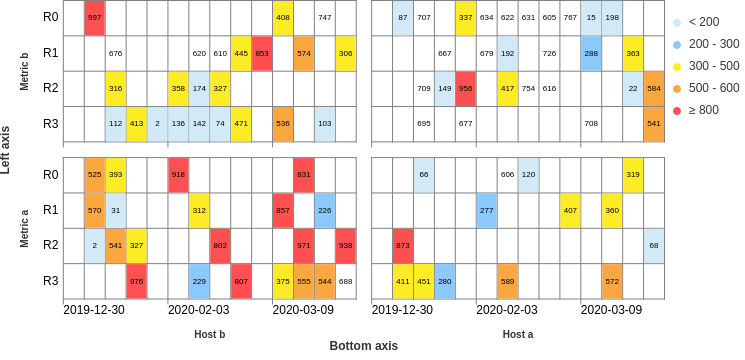 R0 997 408 747 87 707 337 634 622 631 605 767 15 198
< 200
R1 676 620 610 445 853 574 306 667 679 192 726 288 363
200 - 300
300 - 500
R2 316 358 174 327 709 149 956 417 754 616 22 584
500 - 600
≥ 800
R3 112 413 2 136 142 74 471 536 103 695 677 708 541
Metric b
Left axis
R0 525 393 918 831 66 606 120 319
R1 570 31 312 857 226 277 407 360
R2 2 541 327 802 971 938 873 68
R3 976 229 807 375 555 544 688 411 451 280 589 572
Metric a
2019-12-30 2020-02-03 2020-03-09 2019-12-30 2020-02-03 2020-03-09
Host b Host a
Bottom axis